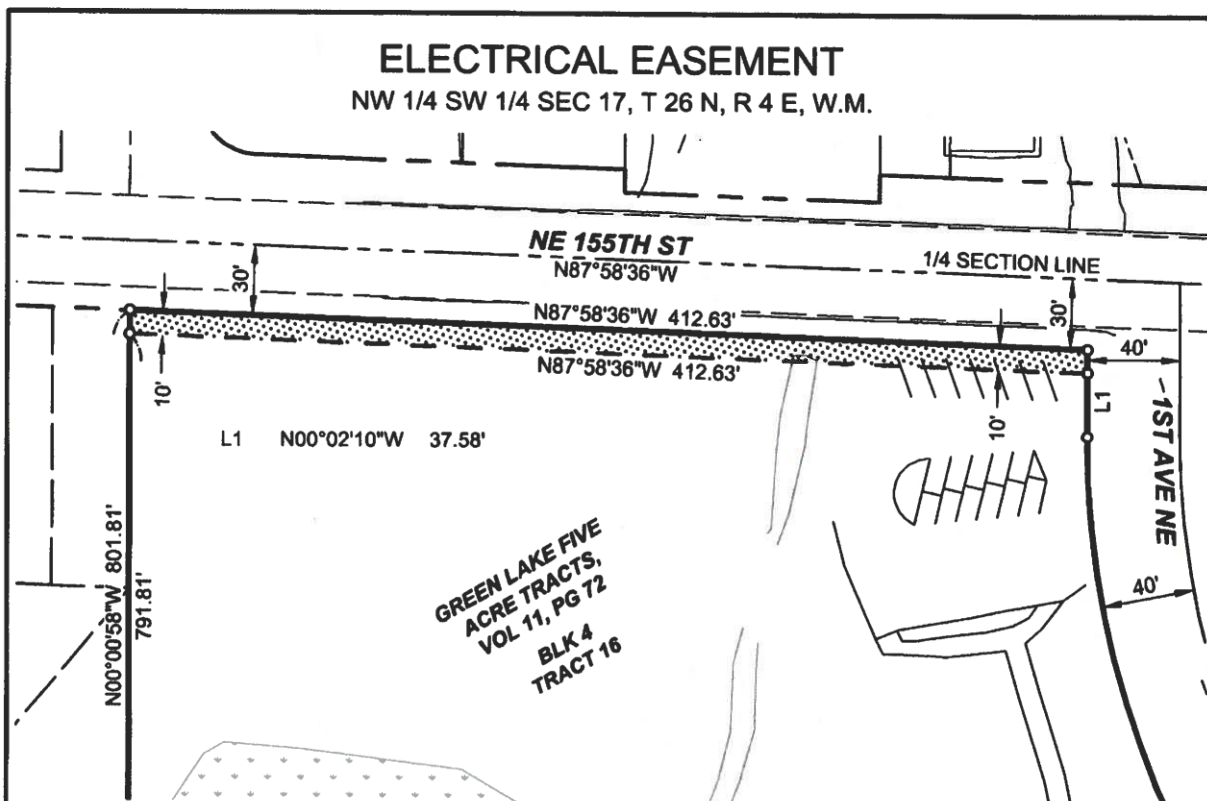 ELECTRICAL EASEMENT
NW 1/4 SW 1/4 SEC 17, T 26 N, R 4 E, W.M.
NE 155TH ST
N87°58'36"W
1/4 SECTION LINE
30'
30'
N87°58'36"W 412.63'
40'
N87°58'36"W 412.63'
10'
10'
L1
L1 N00°02'10"W 37.58'
1ST AVE NE
N00°00'58"W 801.81'
791.81'
GREEN LAKE FIVE
ACRE TRACTS,
VOL 11, PG 72
BLK 4
TRACT 16
40'